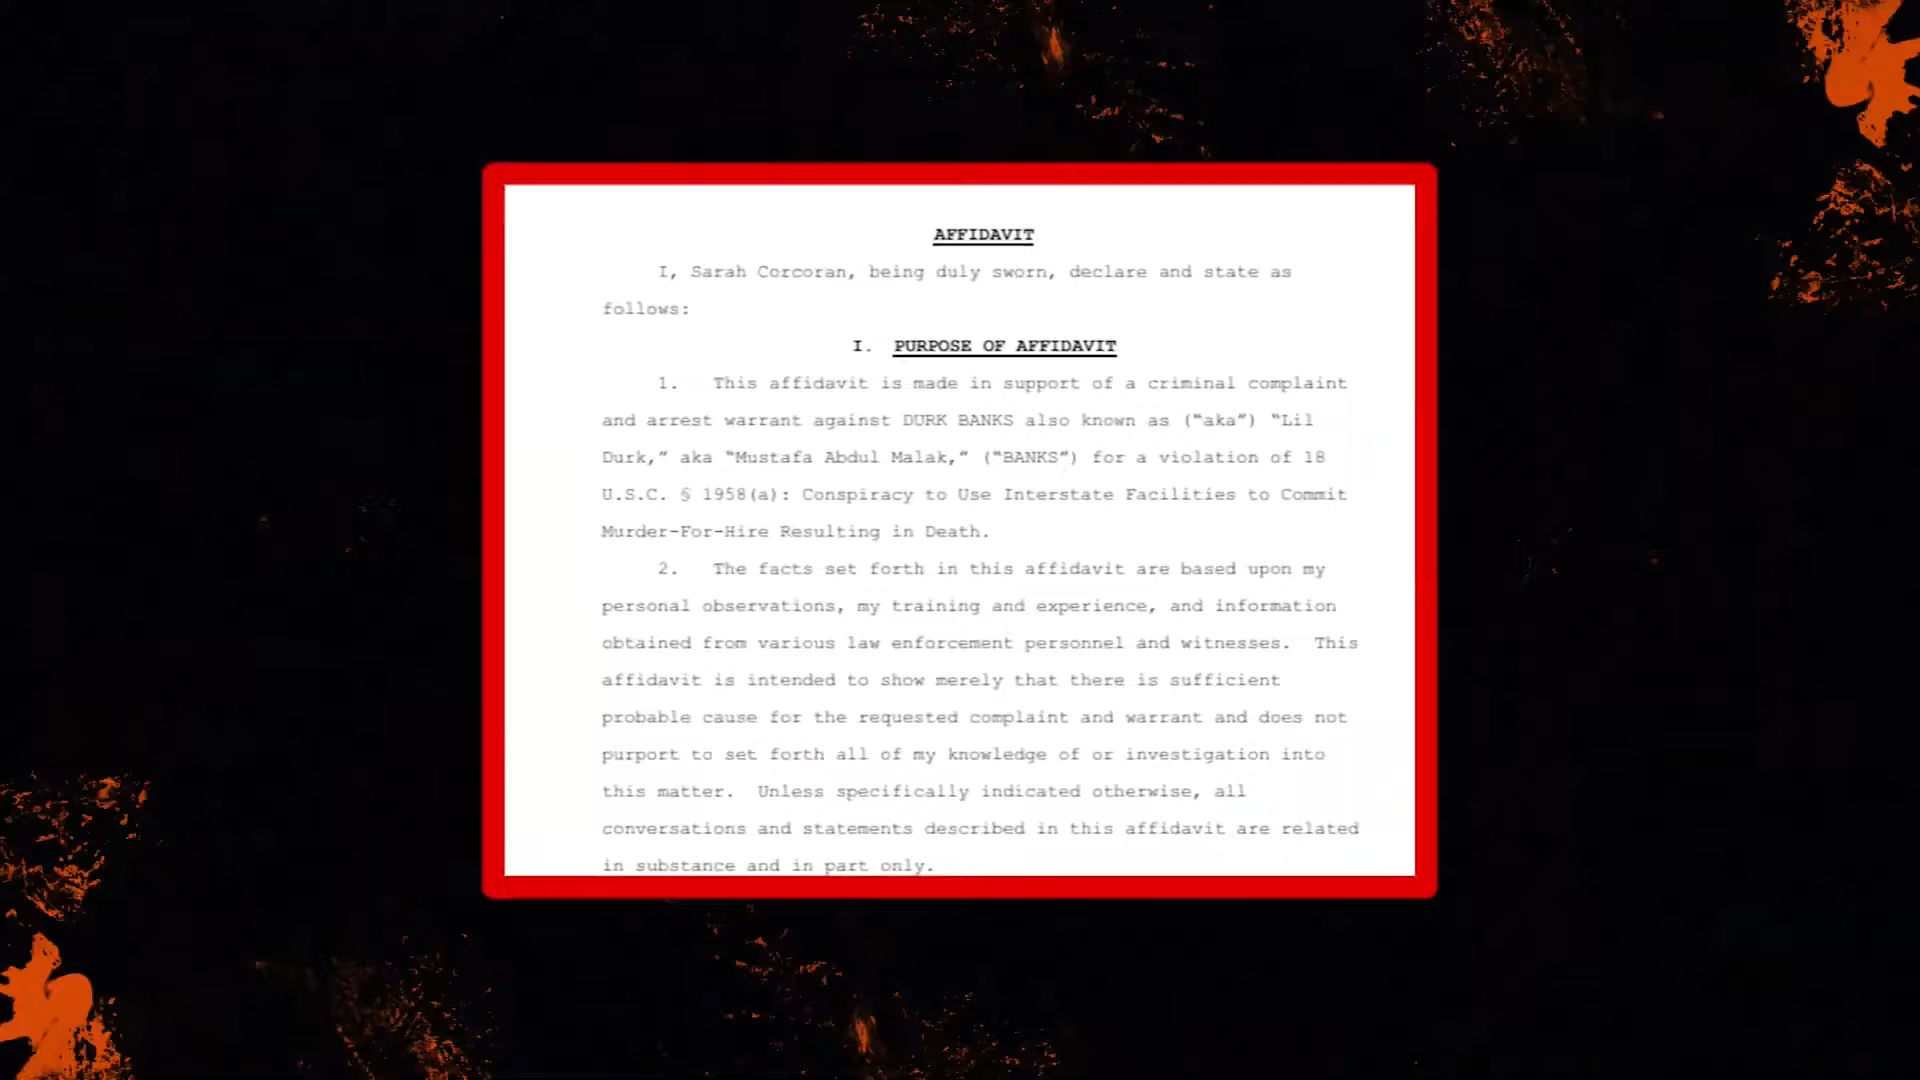 AFFIDAVIT
I, Sarah Corcoran, being duly sworn, declare and state as
follows:
I. PURPOSE OF AFFIDAVIT
1. This affidavit is made in support of a criminal complaint
and arrest warrant against DURK BANKS also known as (“aka”) “Lil
Durk,” aka “Mustafa Abdul Malak,” (“BANKS”) for a violation of 18
U.S.C. § 1958(a): Conspiracy to Use Interstate Facilities to Commit
Murder-For-Hire Resulting in Death.
2. The facts set forth in this affidavit are based upon my
personal observations, my training and experience, and information
obtained from various law enforcement personnel and witnesses. This
affidavit is intended to show merely that there is sufficient
probable cause for the requested complaint and warrant and does not
purport to set forth all of my knowledge of or investigation into
this matter. Unless specifically indicated otherwise, all
conversations and statements described in this affidavit are related
in substance and in part only.